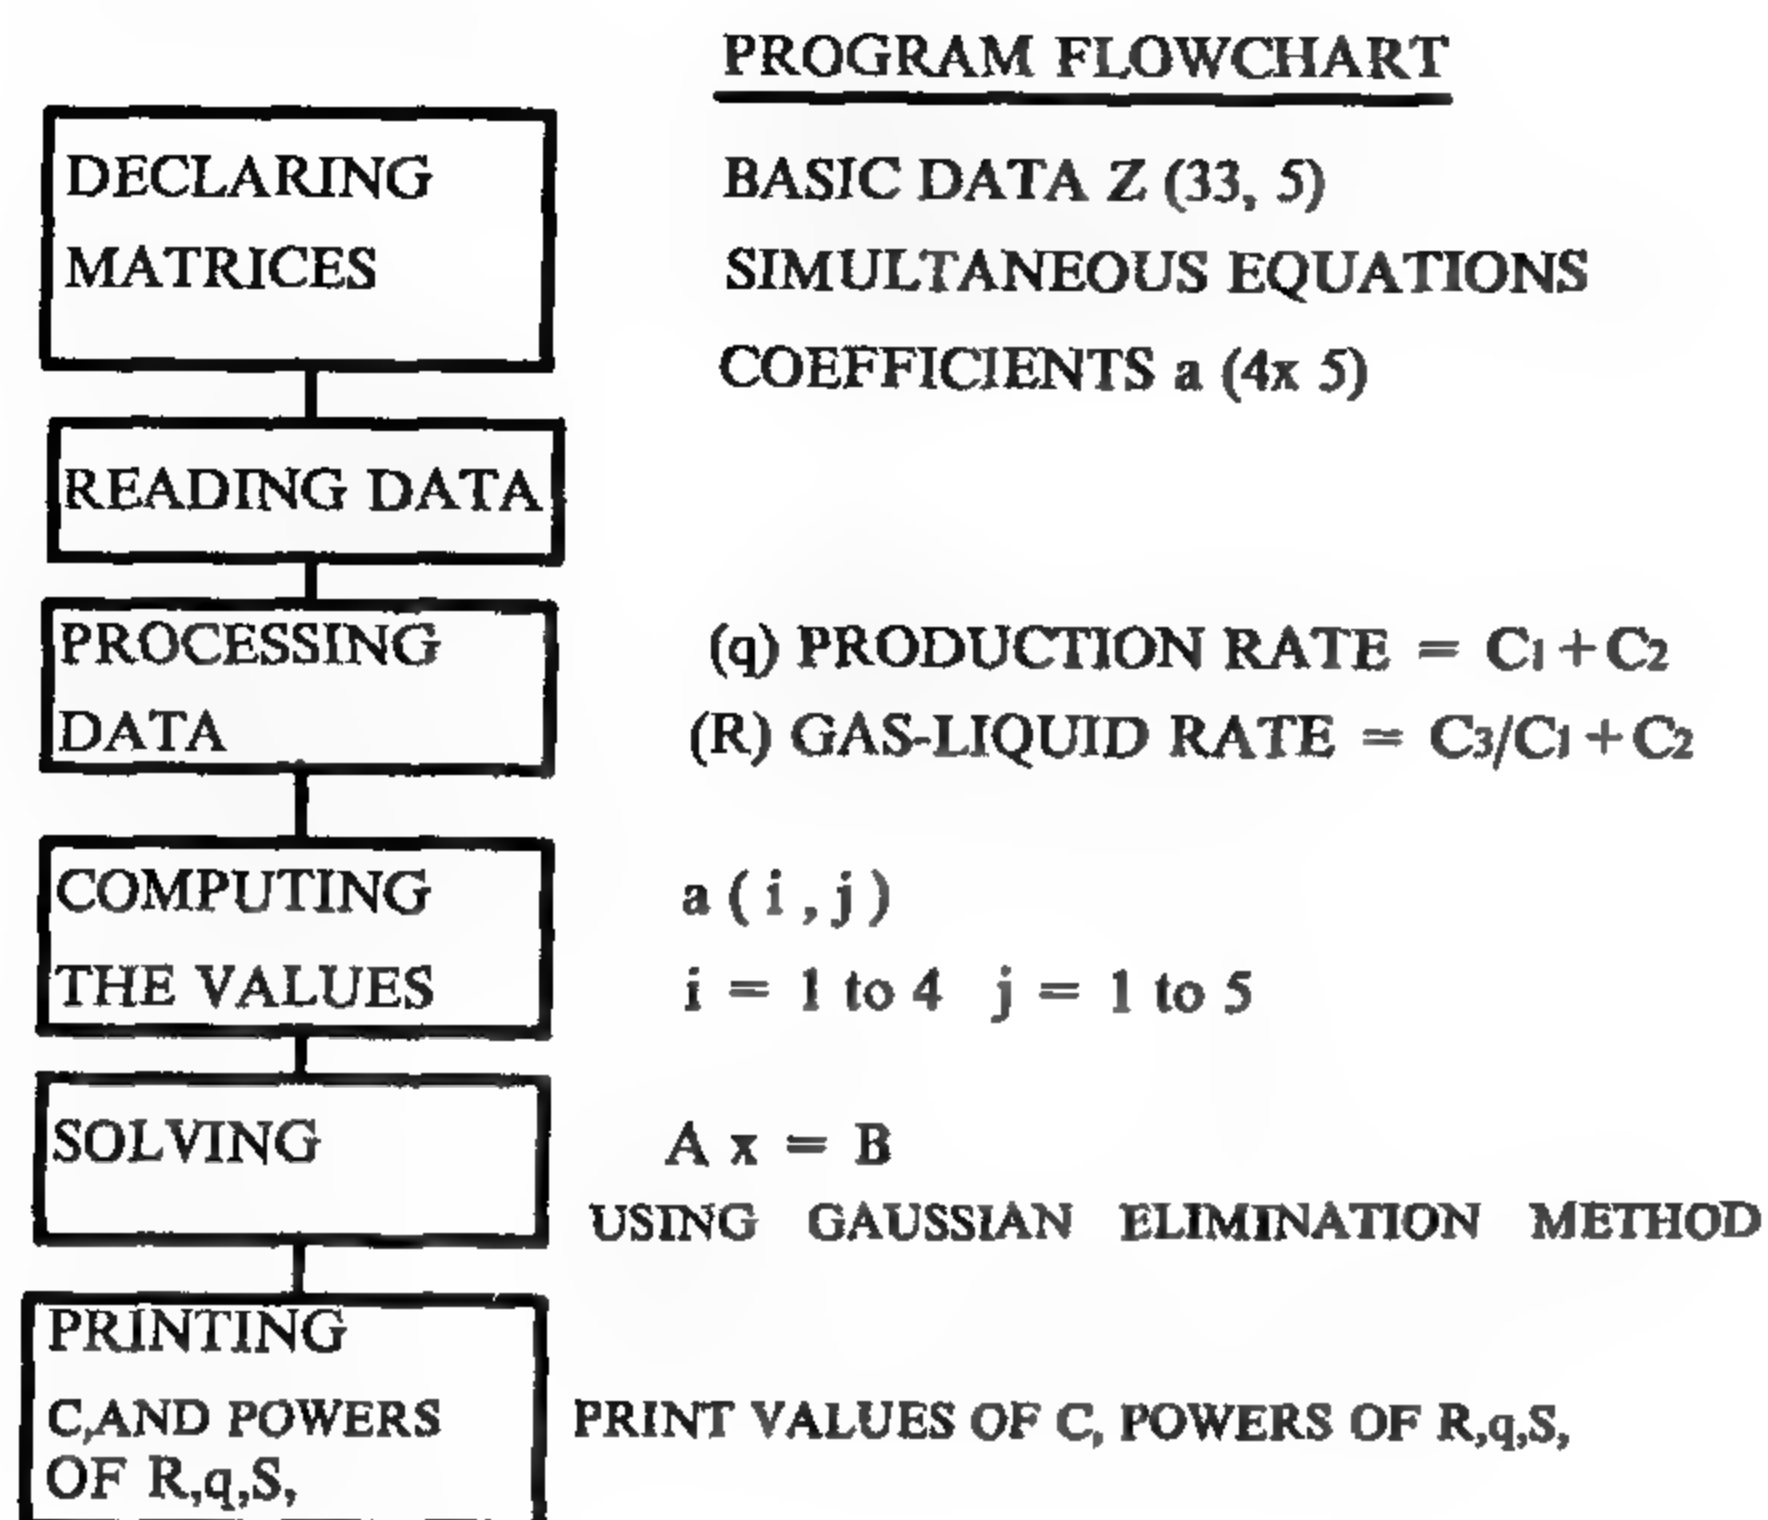 PROGRAM FLOWCHART
DECLARING
MATRICES
BASIC DATA Z (33, 5)
SIMULTANEOUS EQUATIONS
COEFFICIENTS a (4x 5)
READING DATA
PROCESSING
DATA
(q) PRODUCTION RATE = C1+C2
(R) GAS-LIQUID RATE = C3/C1+C2
COMPUTING
THE VALUES
a ( i , j )
i = 1 to 4 j = 1 to 5
SOLVING
A x = B
USING GAUSSIAN ELIMINATION METHOD
PRINTING
C,AND POWERS
OF R,q,S,
PRINT VALUES OF C, POWERS OF R,q,S,